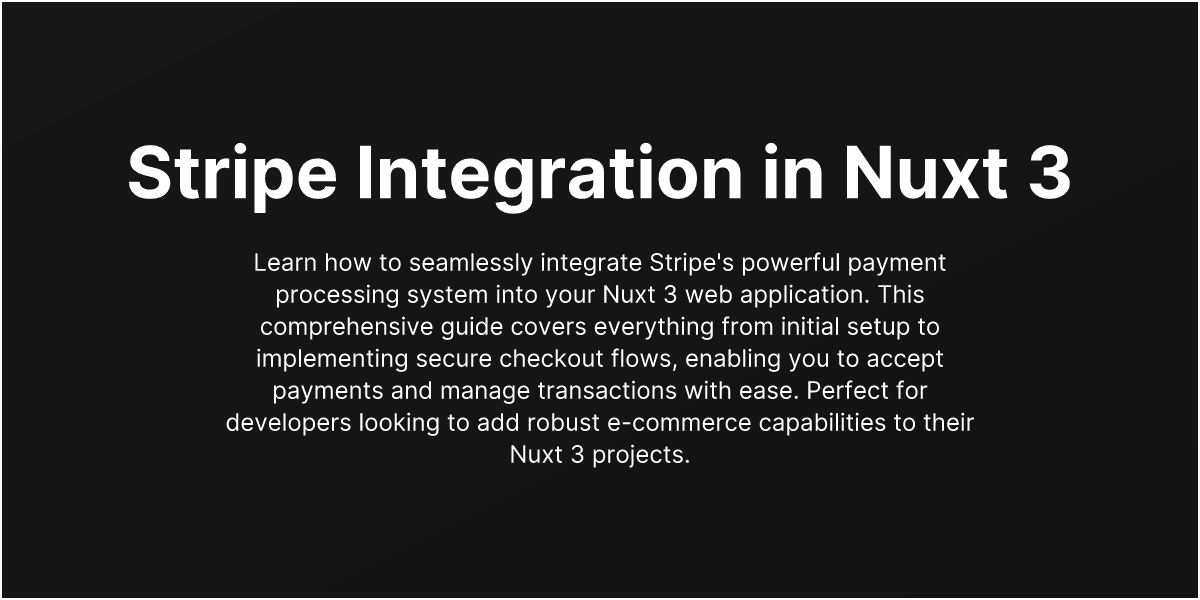 Stripe Integration in Nuxt 3
Learn how to seamlessly integrate Stripe's powerful payment
processing system into your Nuxt 3 web application. This
comprehensive guide covers everything from initial setup to
implementing secure checkout flows, enabling you to accept
payments and manage transactions with ease. Perfect for
developers looking to add robust e-commerce capabilities to their
Nuxt 3 projects.